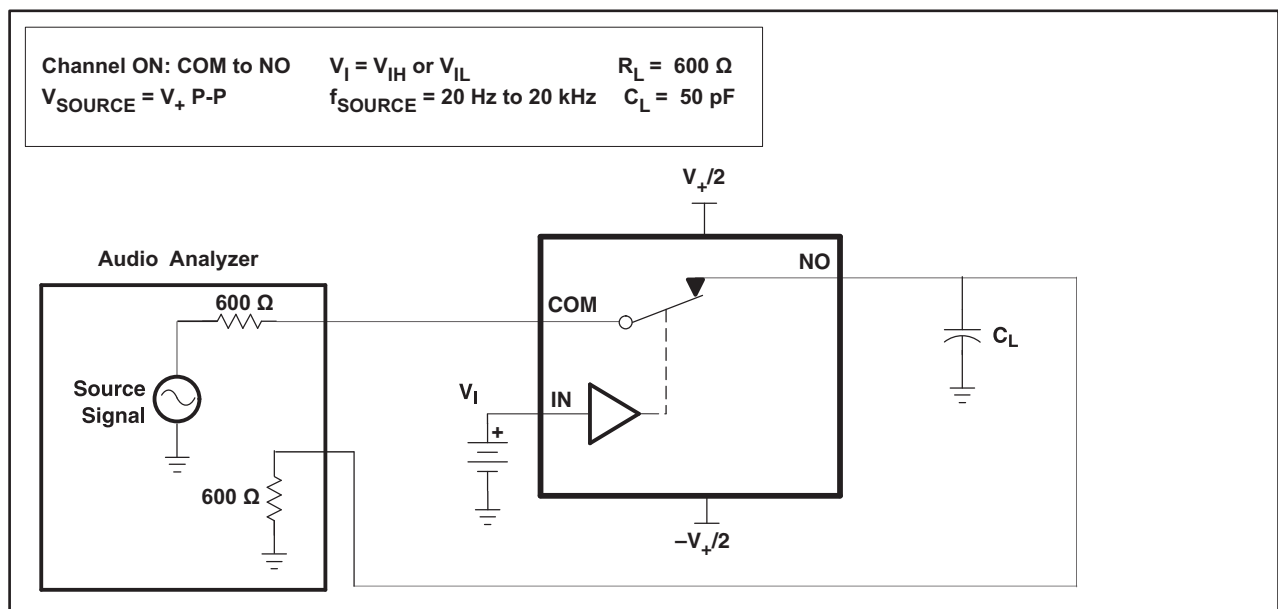 Channel ON: COM to NO V_I = V_IH or V_IL R_L = 600 Ω
V_SOURCE = V_+ P-P f_SOURCE = 20 Hz to 20 kHz C_L = 50 pF
V_+/2
Audio Analyzer
NO
600 Ω
COM
C_L
Source
Signal
V_I
IN
+
600 Ω
–V_+/2